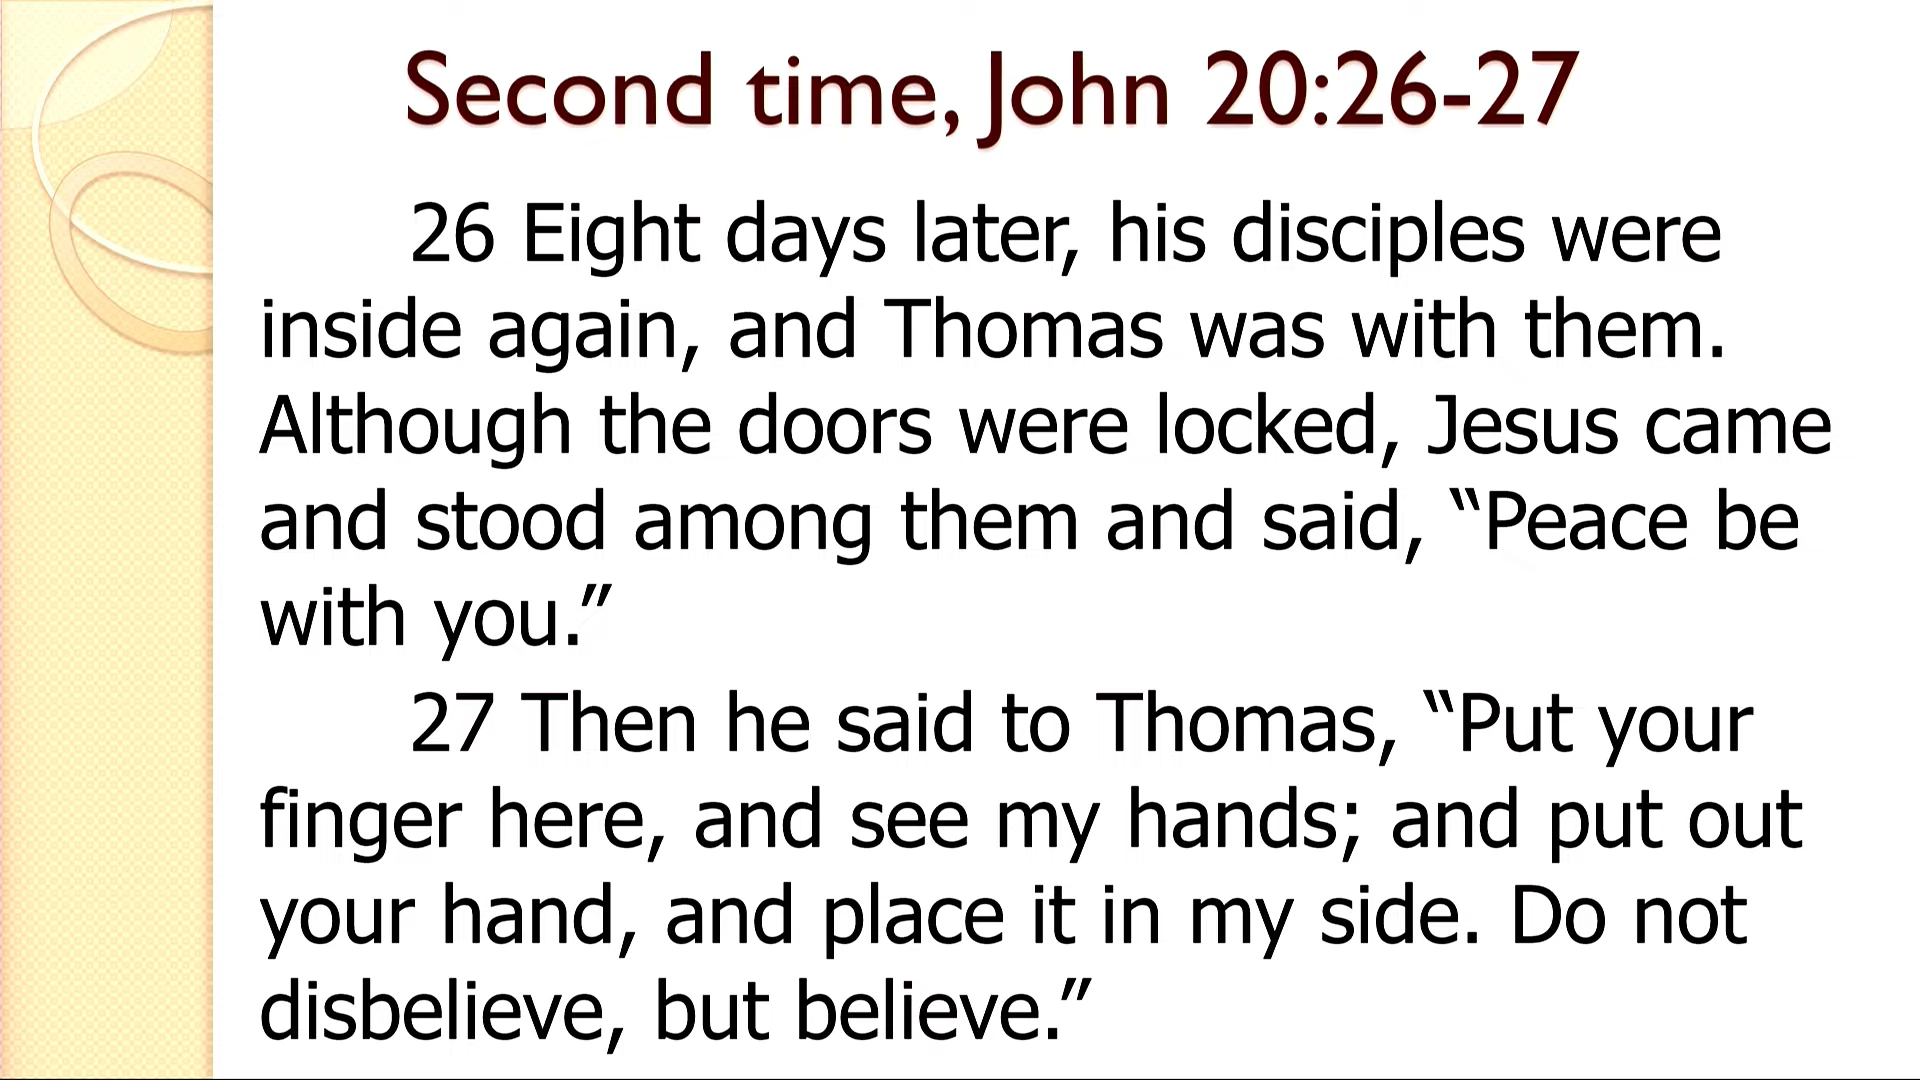 Second time, John 20:26-27
26 Eight days later, his disciples were
inside again, and Thomas was with them.
Although the doors were locked, Jesus came
and stood among them and said, “Peace be
with you.”
27 Then he said to Thomas, “Put your
finger here, and see my hands; and put out
your hand, and place it in my side. Do not
disbelieve, but believe.”